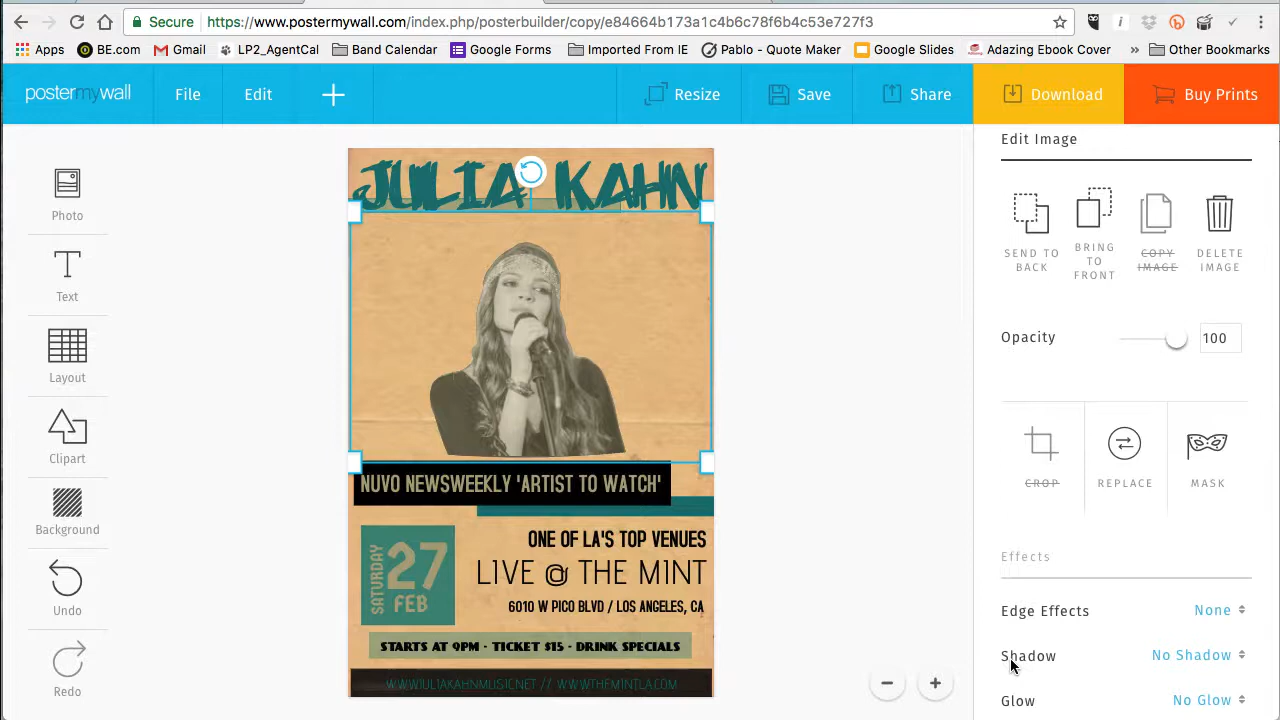 Secure
https://www.postermywall.com/index.php/posterbuilder/copy/e84664b173a1c4b6c78f6b4c53e727f3
Apps
BE.com
Gmail
LP2_AgentCal
Band Calendar
Google Forms
Imported From IE
Pablo - Quote Maker
Google Slides
Adazing Ebook Cover
»
Other Bookmarks
postermywall
File
Edit
Resize
Save
Share
Download
Buy Prints
Photo
Text
Layout
Clipart
Background
Undo
Redo
JULIA KAHN
NUVO NEWSWEEKLY 'ARTIST TO WATCH'
SATURDAY
27
FEB
ONE OF LA'S TOP VENUES
LIVE @ THE MINT
6010 W PICO BLVD / LOS ANGELES, CA
STARTS AT 9PM - TICKET $15 - DRINK SPECIALS
WWW.JULIAKAHNMUSIC.NET // WWW.THEMINTLA.COM
Edit Image
SEND TO
BACK
BRING
TO
FRONT
COPY
IMAGE
DELETE
IMAGE
Opacity
100
CROP
REPLACE
MASK
Effects
Edge Effects
None
Shadow
No Shadow
Glow
No Glow